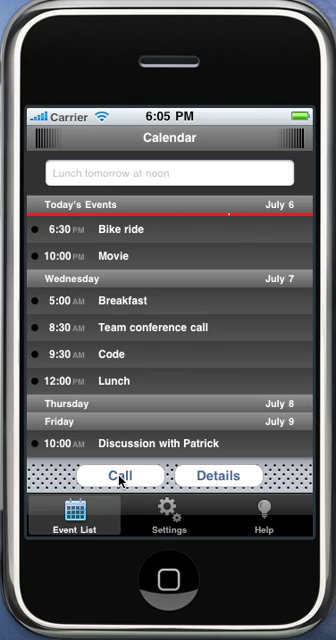 Carrier 6:05 PM
Calendar
Lunch tomorrow at noon
Today's Events July 6
6:30 PM Bike ride
10:00 PM Movie
Wednesday July 7
5:00 AM Breakfast
8:30 AM Team conference call
9:30 AM Code
12:00 PM Lunch
Thursday July 8
Friday July 9
10:00 AM Discussion with Patrick
Call Details
Event List Settings Help